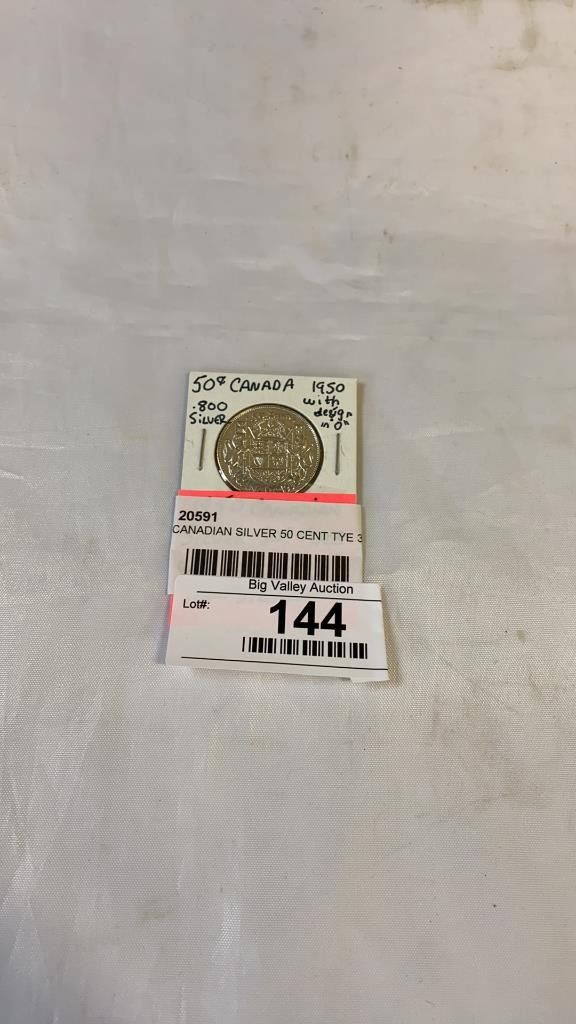 50¢ CANADA 1950
.800 with
SILVER design
in "0"
20591
CANADIAN SILVER 50 CENT TYE 3
Big Valley Auction
Lot#: 144